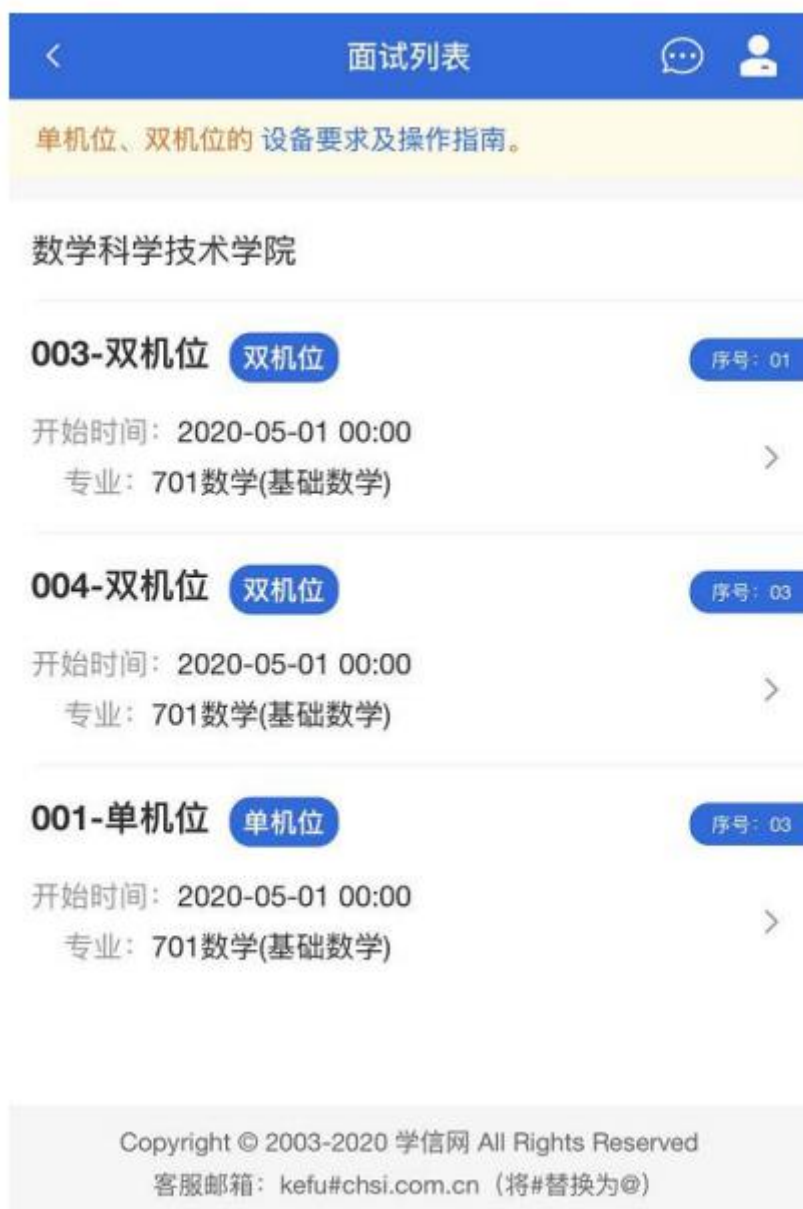 面试列表
单机位、双机位的 设备要求及操作指南。
数学科学技术学院
003-双机位 双机位 序号：01
开始时间：2020-05-01 00:00
专业：701数学(基础数学)
004-双机位 双机位 序号：03
开始时间：2020-05-01 00:00
专业：701数学(基础数学)
001-单机位 单机位 序号：03
开始时间：2020-05-01 00:00
专业：701数学(基础数学)
Copyright © 2003-2020 学信网 All Rights Reserved
客服邮箱：kefu#chsi.com.cn（将#替换为@）